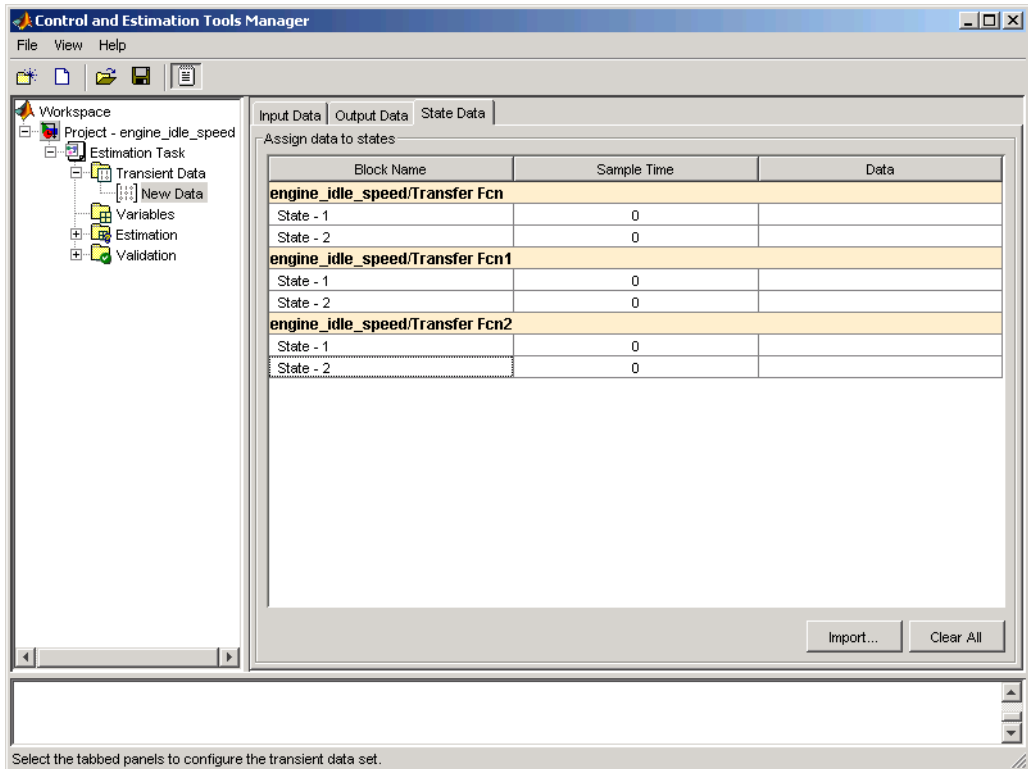 Control and Estimation Tools Manager
File View Help
Workspace
Project - engine_idle_speed
Estimation Task
Transient Data
New Data
Variables
Estimation
Validation
Input Data Output Data State Data
Assign data to states
Block Name Sample Time Data
engine_idle_speed/Transfer Fcn
State - 1 0
State - 2 0
engine_idle_speed/Transfer Fcn1
State - 1 0
State - 2 0
engine_idle_speed/Transfer Fcn2
State - 1 0
State - 2 0
Import... Clear All
Select the tabbed panels to configure the transient data set.